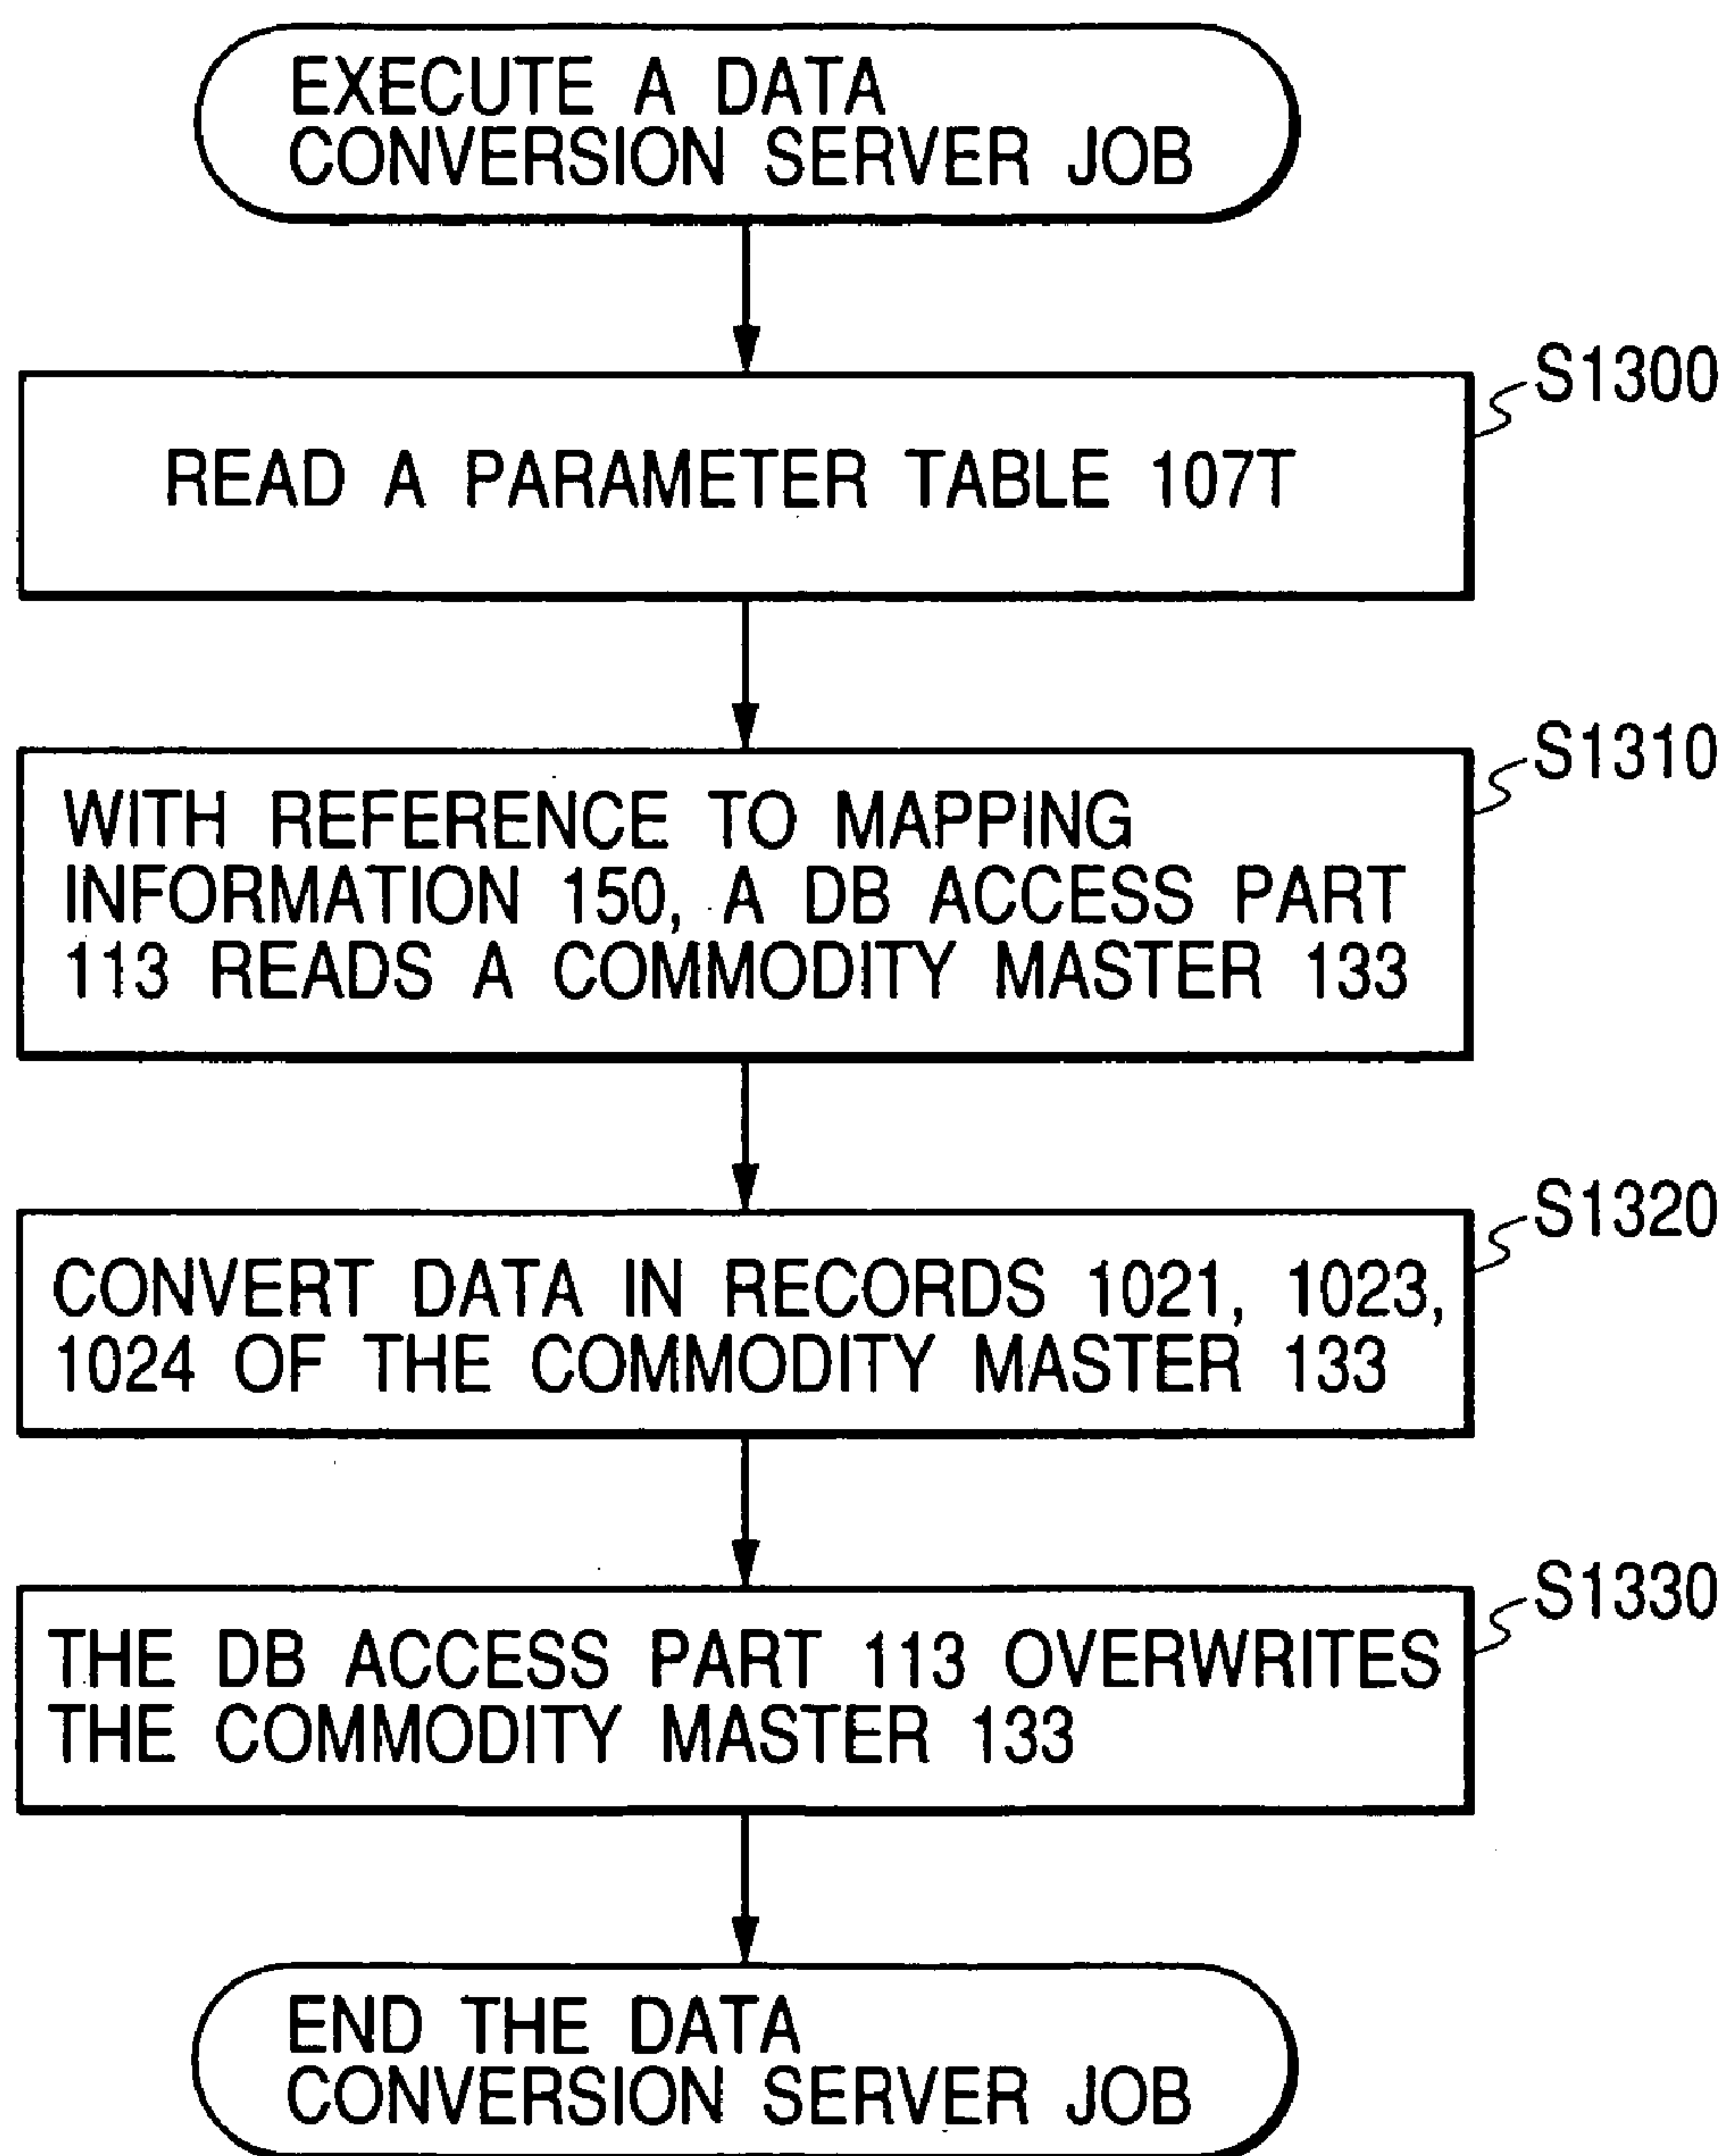 EXECUTE A DATA
CONVERSION SERVER JOB
S1300
READ A PARAMETER TABLE 107T
S1310
WITH REFERENCE TO MAPPING
INFORMATION 150, A DB ACCESS PART
113 READS A COMMODITY MASTER 133
S1320
CONVERT DATA IN RECORDS 1021, 1023,
1024 OF THE COMMODITY MASTER 133
S1330
THE DB ACCESS PART 113 OVERWRITES
THE COMMODITY MASTER 133
END THE DATA
CONVERSION SERVER JOB